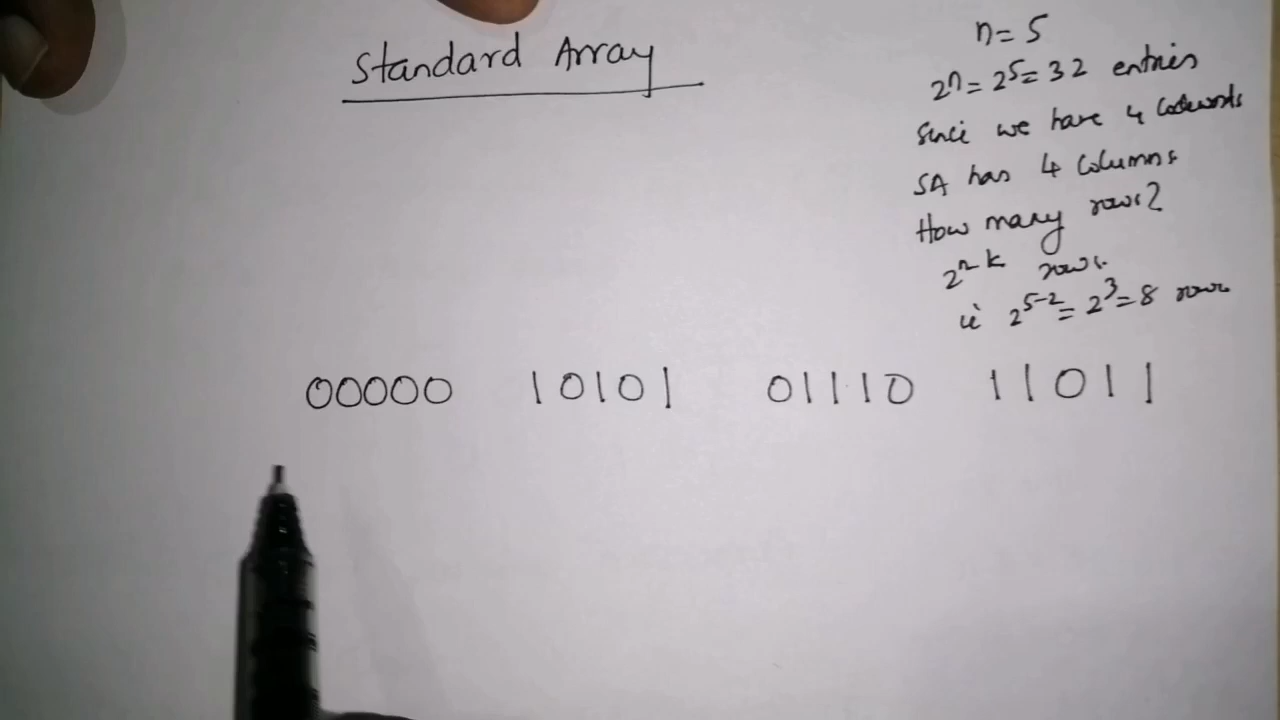 Standard Array
n = 5
2^n = 2^5 = 32 entries
Since we have 4 Codewords
SA has 4 Columns
How many rows?
2^n-k rows.
ie 2^5-2 = 2^3 = 8 rows
00000 10101 01110 11011